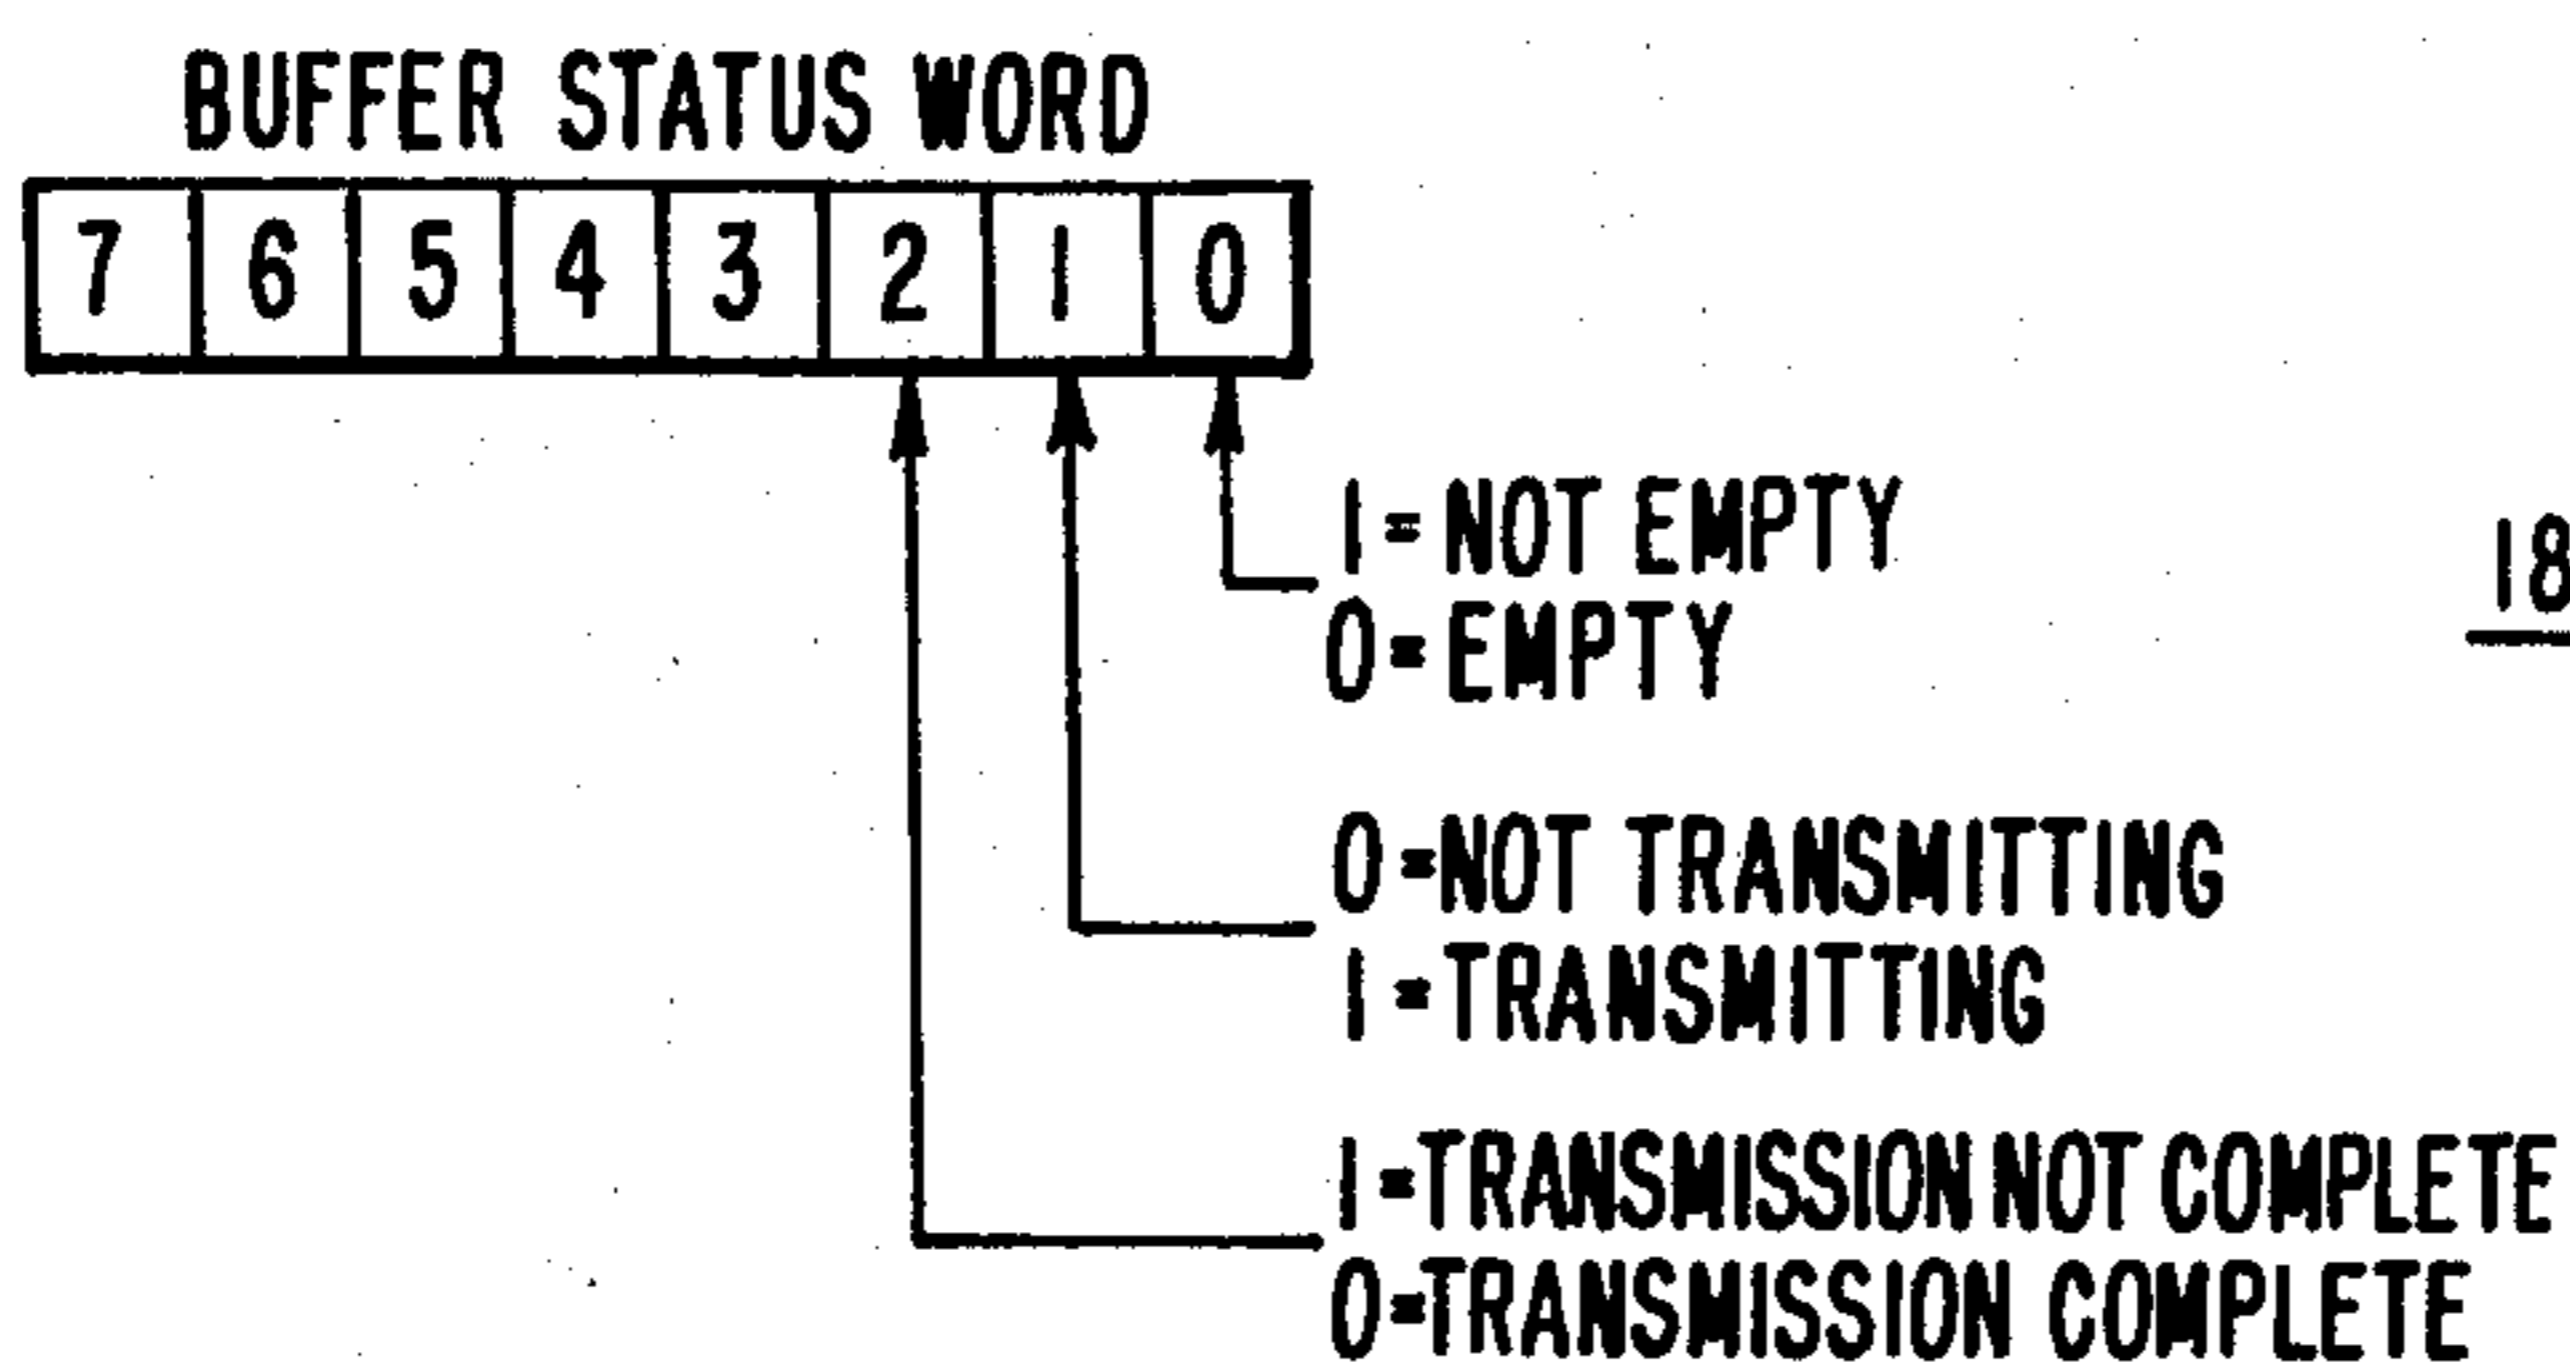 BUFFER STATUS WORD
7 6 5 4 3 2 1 0
1 = NOT EMPTY
0 = EMPTY
18
0 = NOT TRANSMITTING
1 = TRANSMITTING
1 = TRANSMISSION NOT COMPLETE
0 = TRANSMISSION COMPLETE